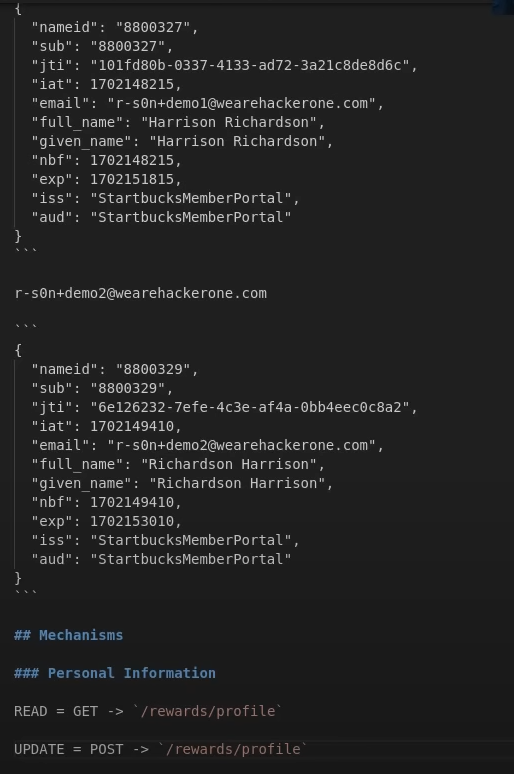 {
"nameid": "8800327",
"sub": "8800327",
"jti": "101fd80b-0337-4133-ad72-3a21c8de8d6c",
"iat": 1702148215,
"email": "r-s0n+demo1@wearehackerone.com",
"full_name": "Harrison Richardson",
"given_name": "Harrison Richardson",
"nbf": 1702148215,
"exp": 1702151815,
"iss": "StartbucksMemberPortal",
"aud": "StartbucksMemberPortal"
}
```
r-s0n+demo2@wearehackerone.com
```
{
"nameid": "8800329",
"sub": "8800329",
"jti": "6e126232-7efe-4c3e-af4a-0bb4eec0c8a2",
"iat": 1702149410,
"email": "r-s0n+demo2@wearehackerone.com",
"full_name": "Richardson Harrison",
"given_name": "Richardson Harrison",
"nbf": 1702149410,
"exp": 1702153010,
"iss": "StartbucksMemberPortal",
"aud": "StartbucksMemberPortal"
}
```
## Mechanisms
### Personal Information
READ = GET -> `/rewards/profile`
UPDATE = POST -> `/rewards/profile`